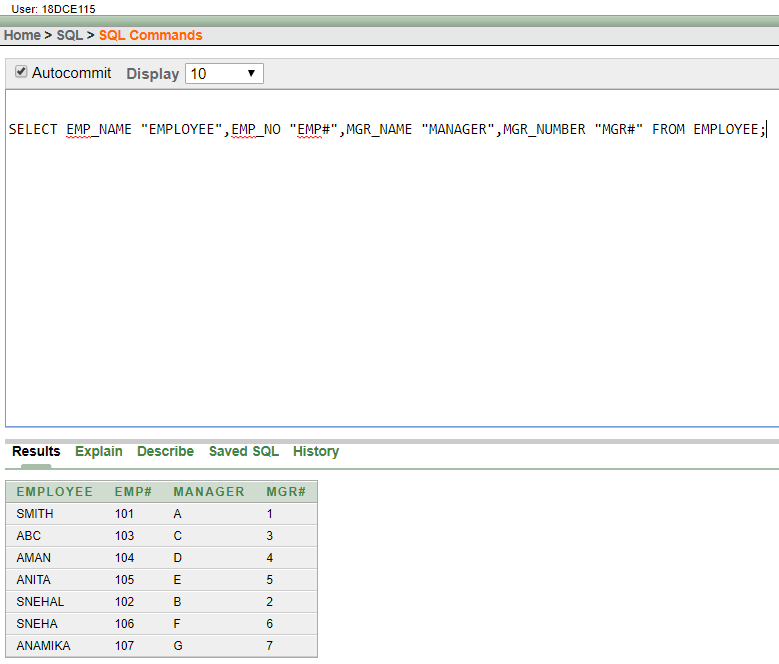 User: 18DCE115
Home > SQL > SQL Commands
Autocommit Display 10
SELECT EMP_NAME "EMPLOYEE",EMP_NO "EMP#",MGR_NAME "MANAGER",MGR_NUMBER "MGR#" FROM EMPLOYEE;
Results Explain Describe Saved SQL History
EMPLOYEE EMP# MANAGER MGR#
SMITH 101 A 1
ABC 103 C 3
AMAN 104 D 4
ANITA 105 E 5
SNEHAL 102 B 2
SNEHA 106 F 6
ANAMIKA 107 G 7